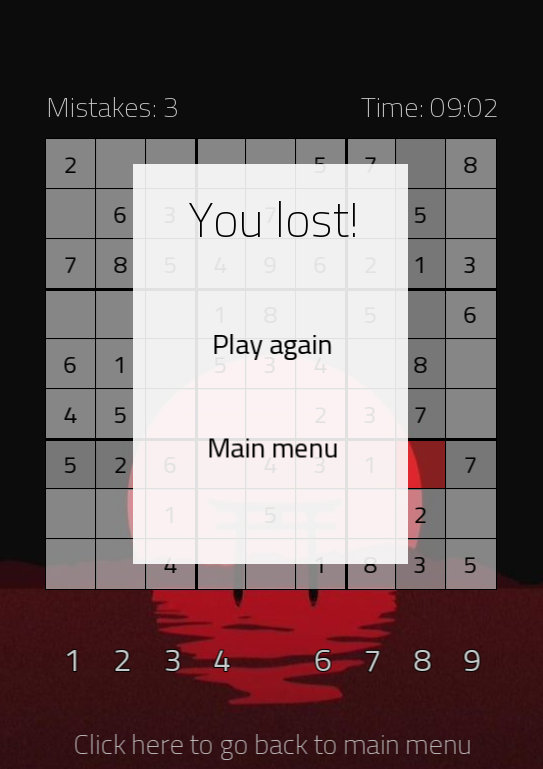 Mistakes: 3 Time: 09:02
2 5 7 8
6 3 7 5
You lost!
7 8 5 4 9 6 2 1 3
1 8 5 6
Play again
6 1 5 3 4 8
4 5 2 3 7
Main menu
5 2 6 4 3 1 7
1 5 2
4 1 8 3 5
1 2 3 4 6 7 8 9
Click here to go back to main menu